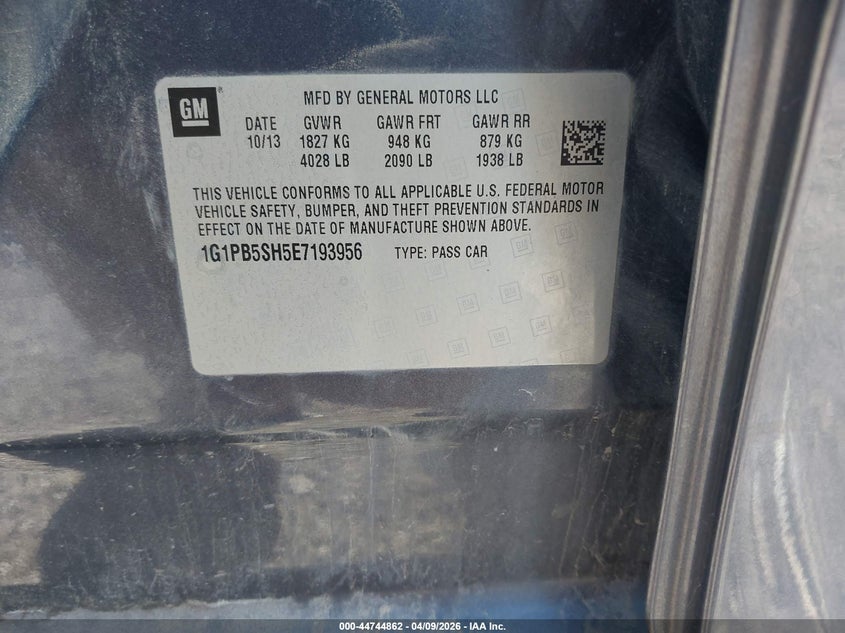 GM
MFD BY GENERAL MOTORS LLC
DATE GVWR GAWR FRT GAWR RR
10/13 1827 KG 948 KG 879 KG
4028 LB 2090 LB 1938 LB
THIS VEHICLE CONFORMS TO ALL APPLICABLE U.S. FEDERAL MOTOR
VEHICLE SAFETY, BUMPER, AND THEFT PREVENTION STANDARDS IN
EFFECT ON THE DATE OF MANUFACTURE SHOWN ABOVE.
1G1PB5SH5E7193956 TYPE: PASS CAR
000-44744862 - 04/09/2026 - IAA Inc.